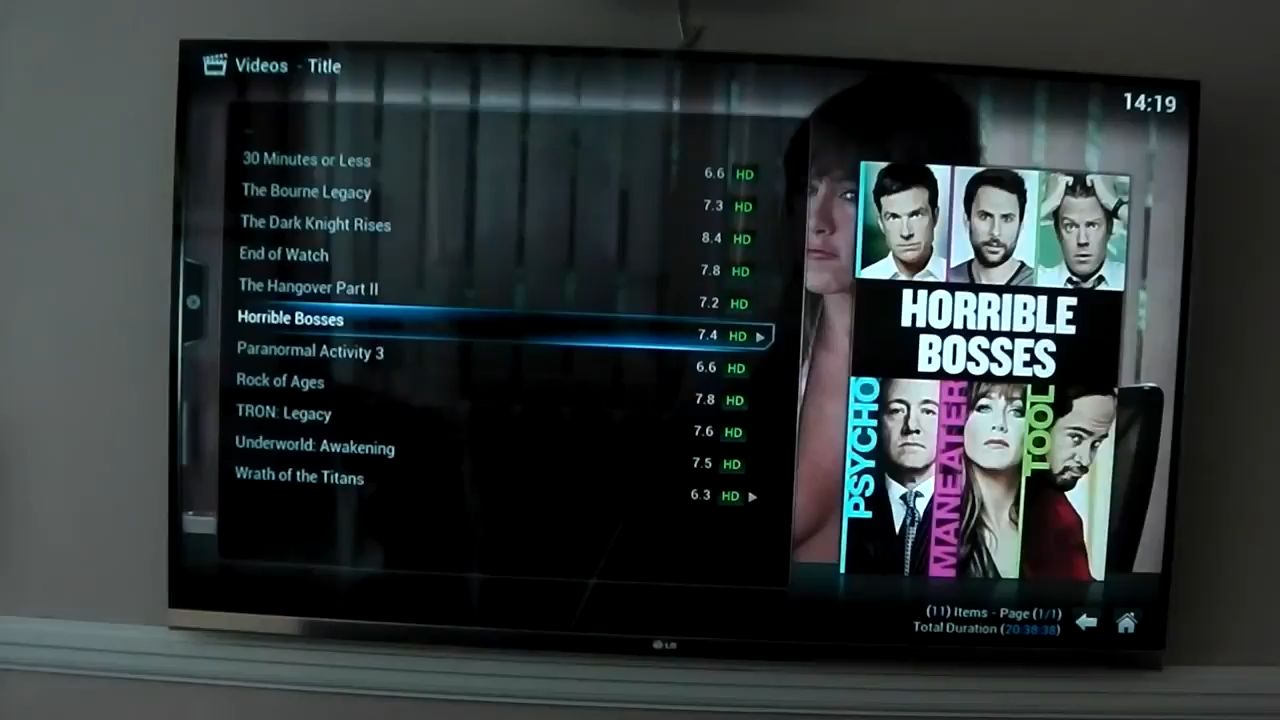 Videos - Title
14:19
30 Minutes or Less 6.6 HD
The Bourne Legacy 7.3 HD
The Dark Knight Rises 8.4 HD
End of Watch 7.8 HD
The Hangover Part II 7.2 HD
Horrible Bosses 7.4 HD
Paranormal Activity 3 6.6 HD
Rock of Ages 7.8 HD
TRON: Legacy 7.6 HD
Underworld: Awakening 7.5 HD
Wrath of the Titans 6.3 HD
HORRIBLE
BOSSES
PSYCHO
MANEATER
TOOL
(11) Items - Page (1/1)
Total Duration (20:38:38)
LG